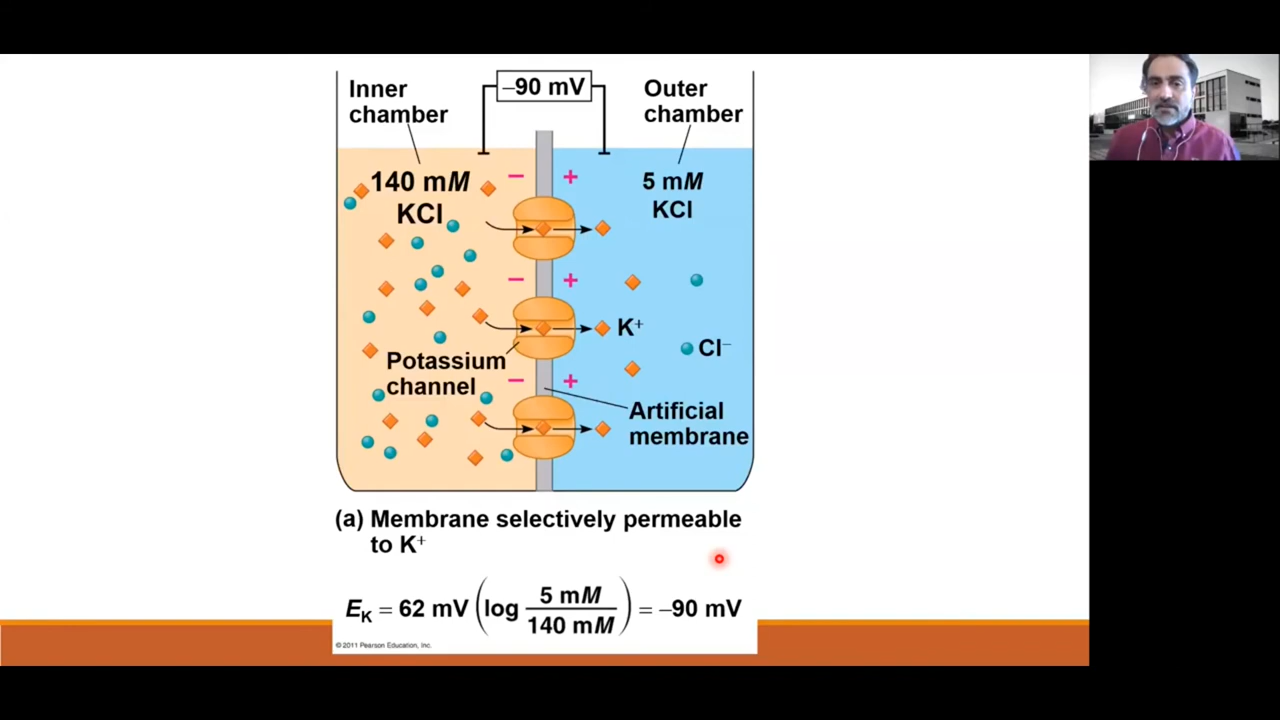 −90 mV
Inner
chamber
Outer
chamber
140 mM
KCl
5 mM
KCl
− +
− +
K⁺
Cl⁻
Potassium
channel
− +
Artificial
membrane
(a) Membrane selectively permeable
to K⁺
E_K = 62 mV (log 5 mM / 140 mM) = −90 mV
© 2011 Pearson Education, Inc.